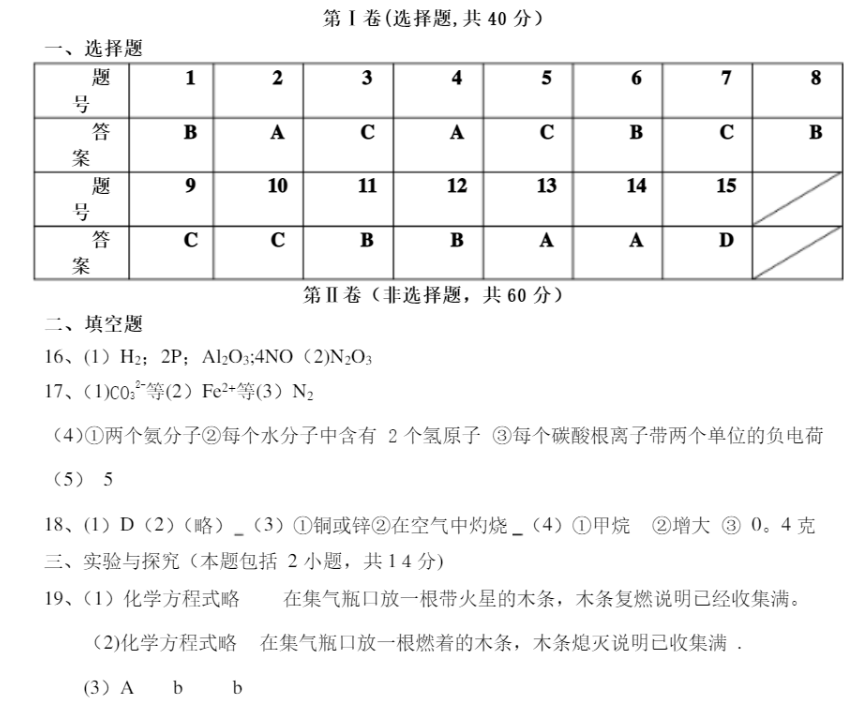 第Ⅰ卷(选择题,共 40 分）
一、选择题
题号 1 2 3 4 5 6 7 8
答案 B A C A C B C B
题号 9 10 11 12 13 14 15
答案 C C B B A A D
第Ⅱ卷（非选择题，共 60 分）
二、填空题
16、(1）H₂；2P；Al₂O₃;4NO（2)N₂O₃
17、（1)CO₃²⁻等(2）Fe²⁺等(3）N₂
（4)①两个氨分子②每个水分子中含有 2 个氢原子 ③每个碳酸根离子带两个单位的负电荷
（5） 5
18、(1）D（2）（略）_（3）①铜或锌②在空气中灼烧_（4）①甲烷 ②增大 ③ 0。4 克
三、实验与探究（本题包括 2 小题，共 1 4 分)
19、（1）化学方程式略 在集气瓶口放一根带火星的木条，木条复燃说明已经收集满。
（2)化学方程式略 在集气瓶口放一根燃着的木条，木条熄灭说明已收集满 .
(3）A b b